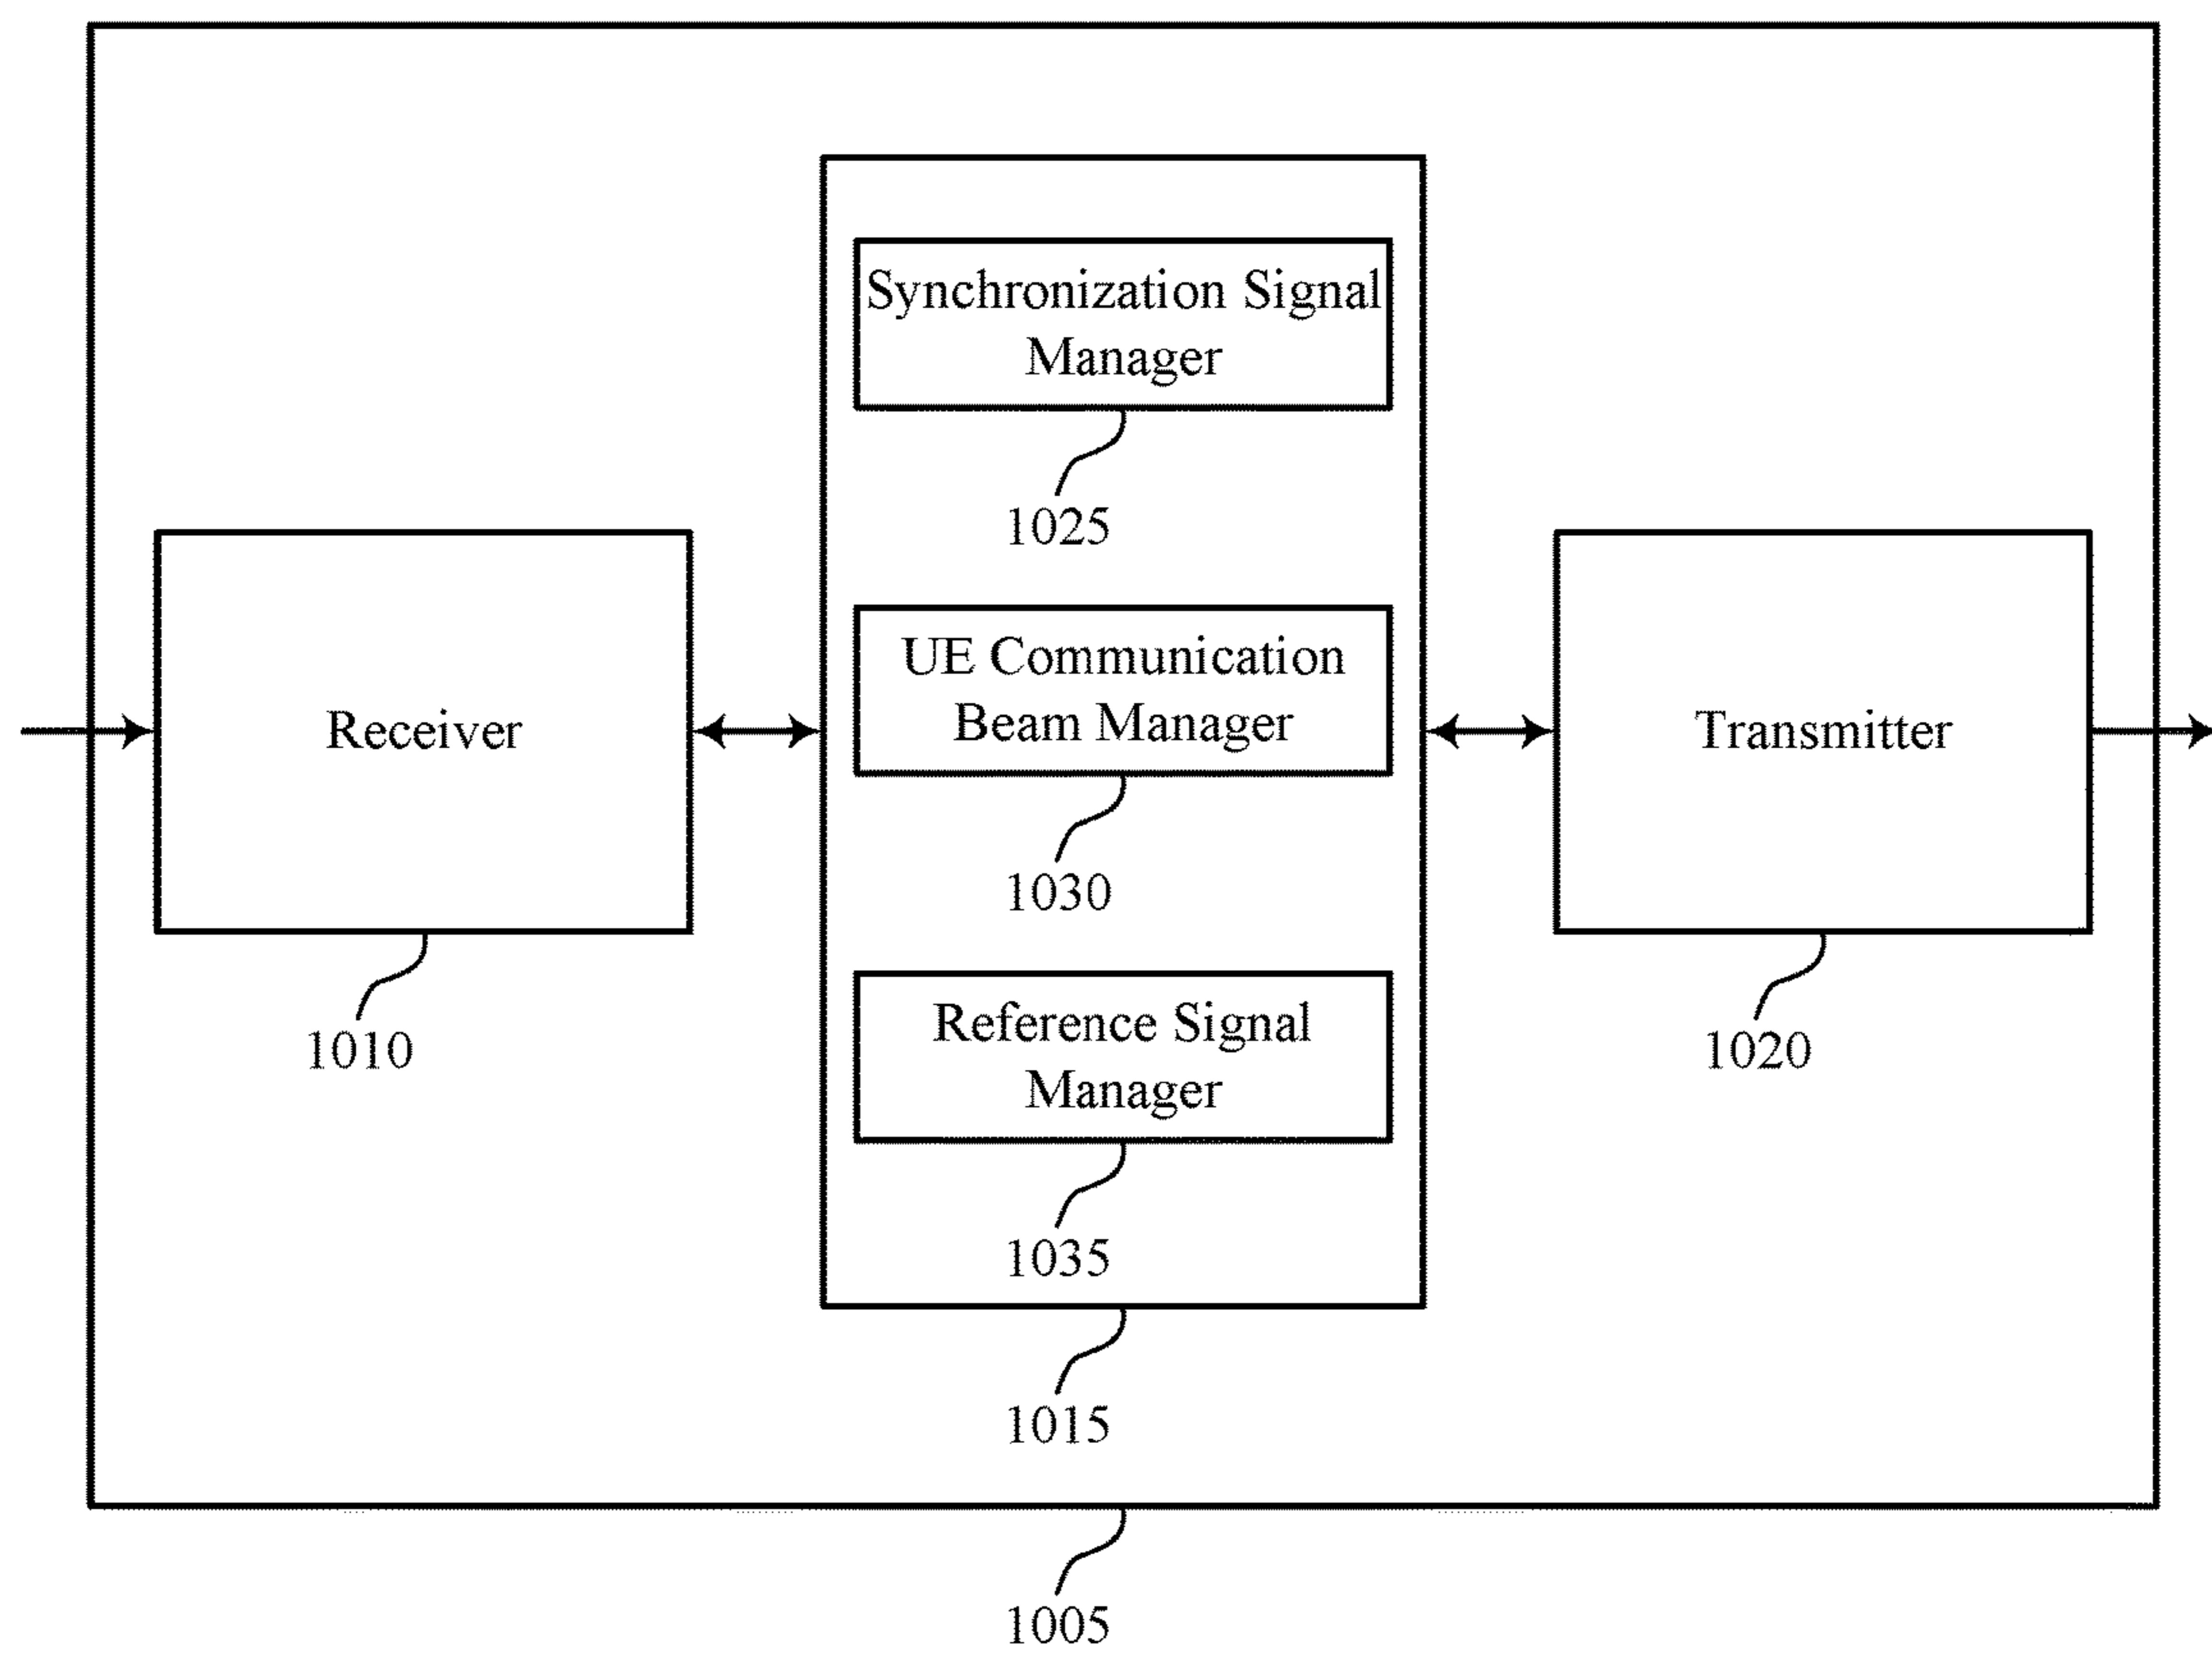 Synchronization Signal
Manager
1025
Receiver
1010
UE Communication
Beam Manager
1030
Transmitter
1020
Reference Signal
Manager
1035
1015
1005